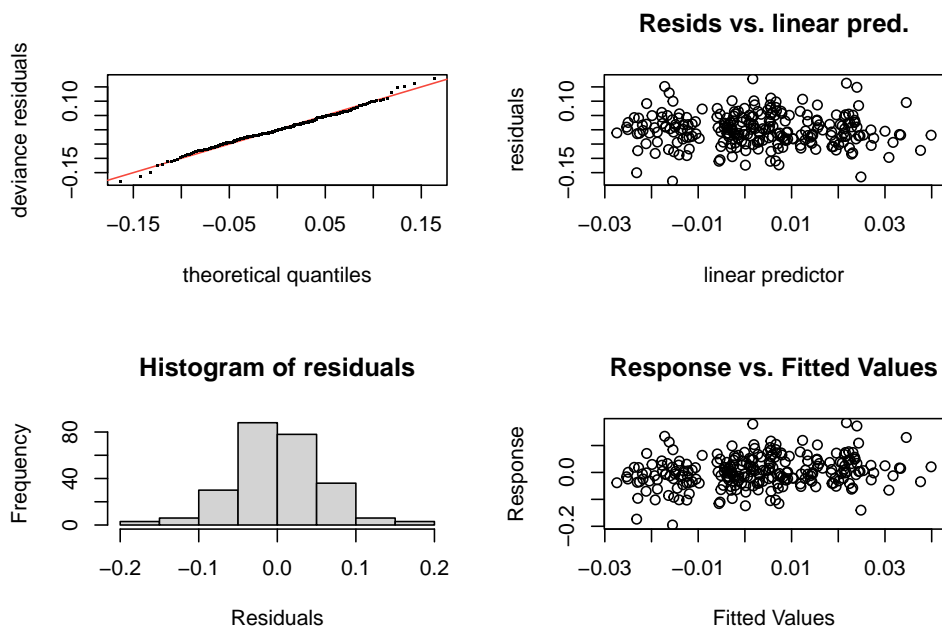 deviance residuals
−0.15 0.10
−0.15 −0.05 0.05 0.15
theoretical quantiles
Resids vs. linear pred.
residuals
−0.15 0.10
−0.03 −0.01 0.01 0.03
linear predictor
Histogram of residuals
Frequency
0 40 80
−0.2 −0.1 0.0 0.1 0.2
Residuals
Response vs. Fitted Values
Response
−0.2 0.0
−0.03 −0.01 0.01 0.03
Fitted Values